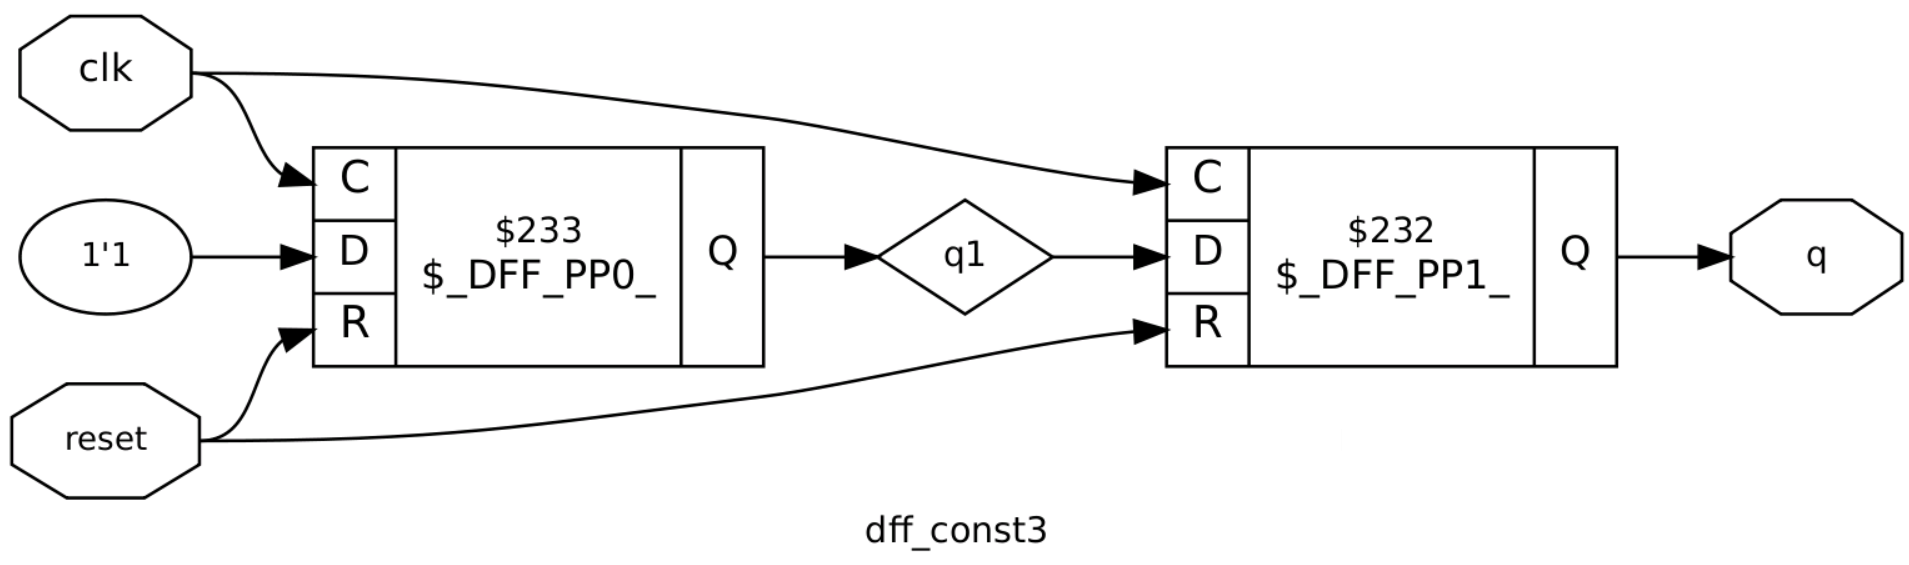 clk
1'1
reset
C
D
R
$233
$_DFF_PP0_
Q
q1
C
D
R
$232
$_DFF_PP1_
Q
q
dff_const3